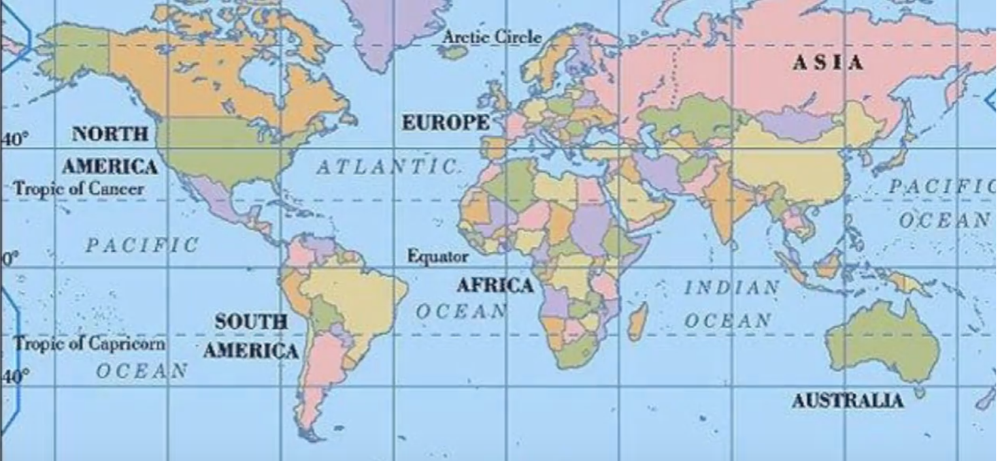 Arctic Circle
ASIA
EUROPE
40°
NORTH
AMERICA
ATLANTIC
Tropic of Cancer
PACIFIC
OCEAN
PACIFIC
0°
Equator
AFRICA
INDIAN
OCEAN
OCEAN
SOUTH
AMERICA
Tropic of Capricorn
OCEAN
40°
AUSTRALIA